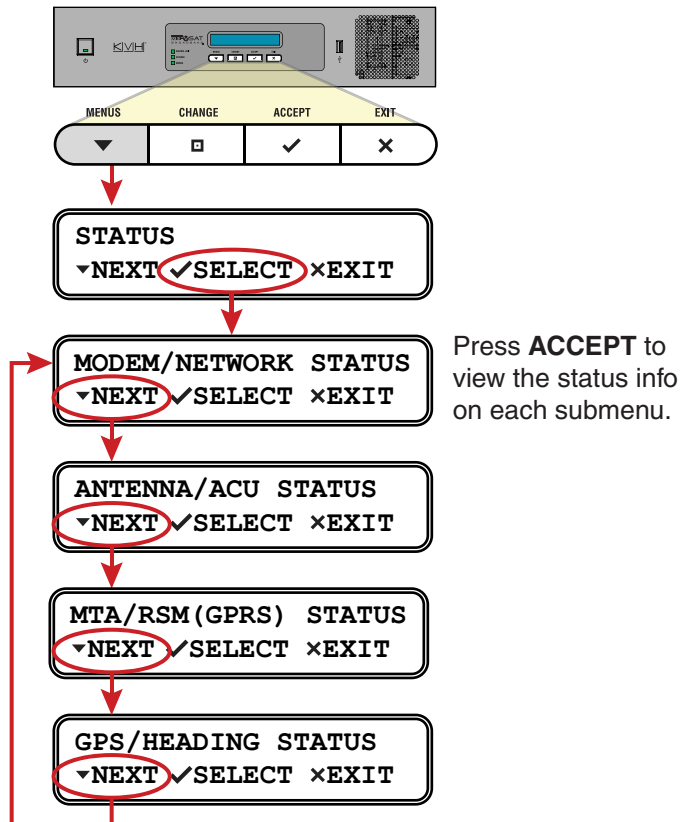 KVH
MENUS CHANGE ACCEPT EXIT
STATUS
▼NEXT ✓SELECT ×EXIT
MODEM/NETWORK STATUS
▼NEXT ✓SELECT ×EXIT
Press ACCEPT to
view the status info
on each submenu.
ANTENNA/ACU STATUS
▼NEXT ✓SELECT ×EXIT
MTA/RSM(GPRS) STATUS
▼NEXT ✓SELECT ×EXIT
GPS/HEADING STATUS
▼NEXT ✓SELECT ×EXIT